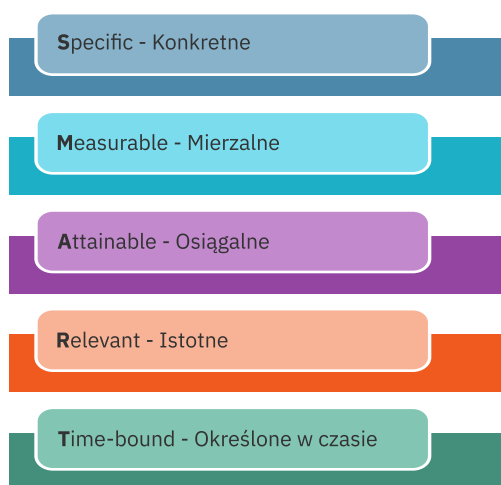 Specific - Konkretne
Measurable - Mierzalne
Attainable - Osiągalne
Relevant - Istotne
Time-bound - Określone w czasie